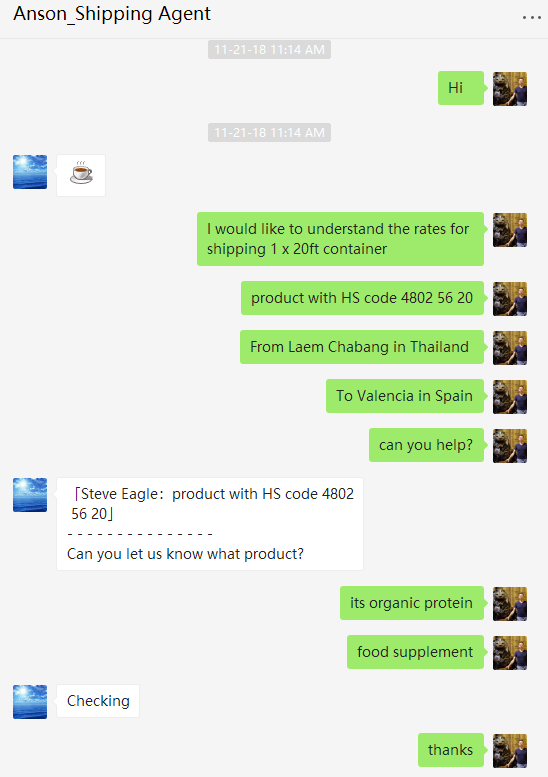 Anson_Shipping Agent
11-21-18 11:14 AM
Hi
11-21-18 11:14 AM
I would like to understand the rates for
shipping 1 x 20ft container
product with HS code 4802 56 20
From Laem Chabang in Thailand
To Valencia in Spain
can you help?
「Steve Eagle：product with HS code 4802
56 20」
- - - - - - - - - - - - - - -
Can you let us know what product?
its organic protein
food supplement
Checking
thanks